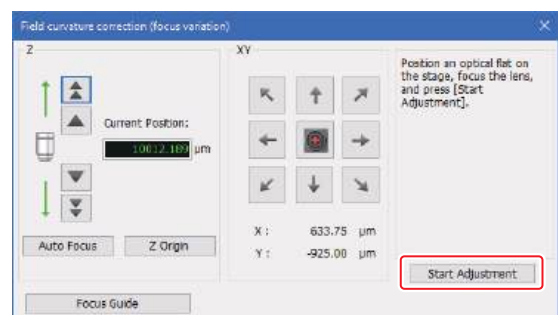 Field curvature correction (focus variation)
Z
Current Position:
10012.189 µm
Auto Focus
Z Origin
Focus Guide
XY
X : 633.75 µm
Y : -925.00 µm
Position an optical flat on
the stage, focus the lens,
and press [Start
Adjustment].
Start Adjustment